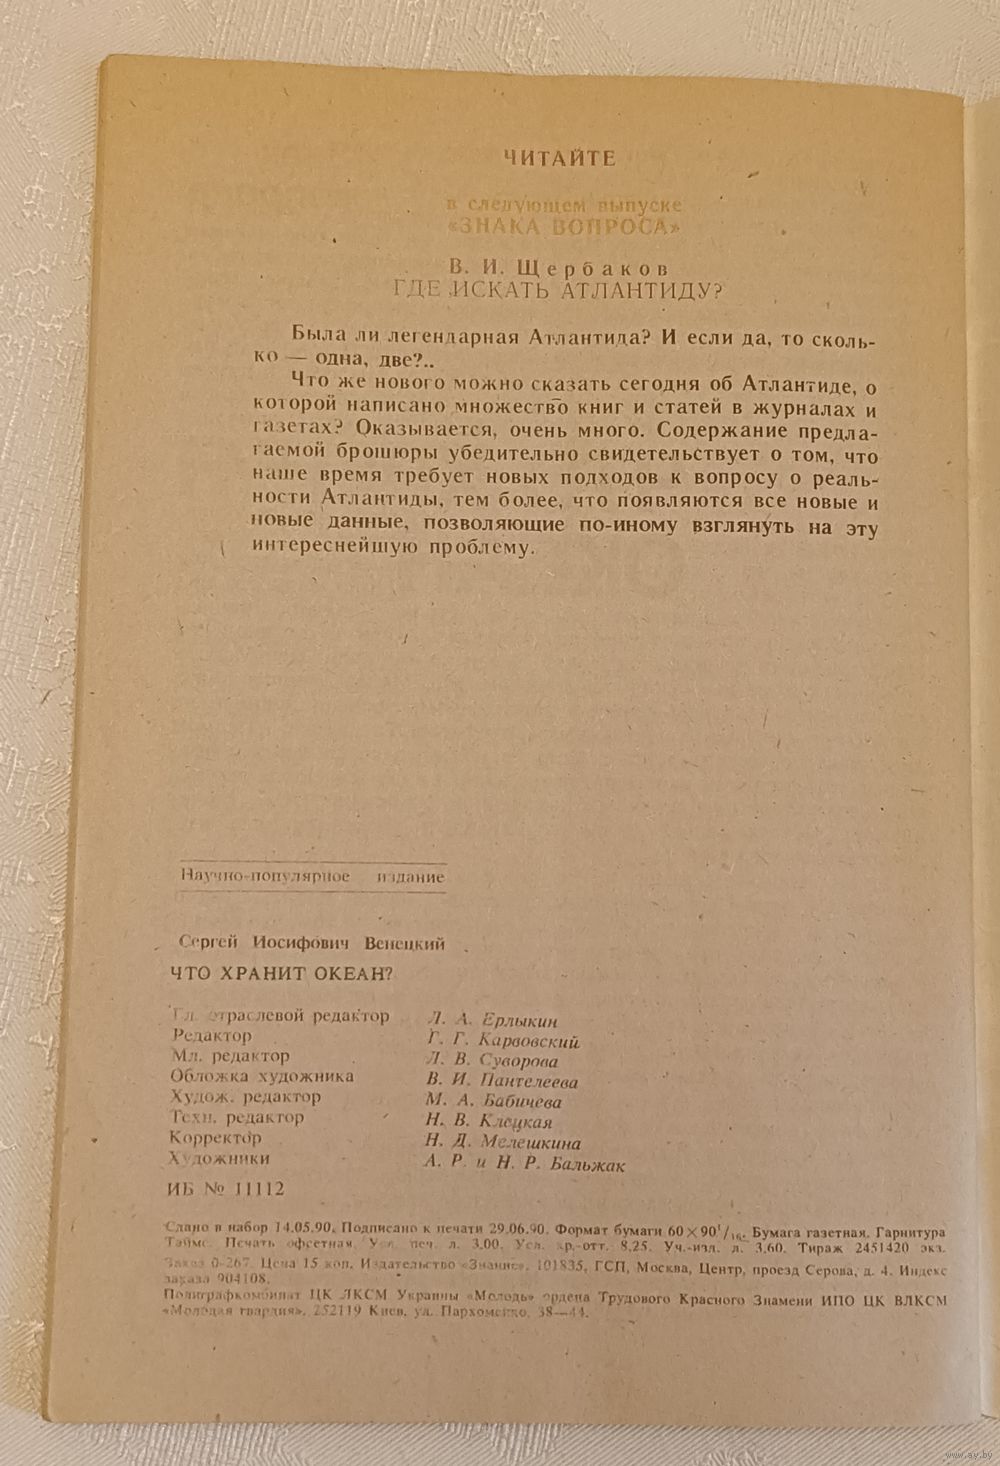 ЧИТАЙТЕ
в следующем выпуске
«ЗНАКА ВОПРОСА»
В. И. Щербаков
ГДЕ ИСКАТЬ АТЛАНТИДУ?
Была ли легендарная Атлантида? И если да, то сколь-
ко — одна, две?..
Что же нового можно сказать сегодня об Атлантиде, о
которой написано множество книг и статей в журналах и
газетах? Оказывается, очень много. Содержание предла-
гаемой брошюры убедительно свидетельствует о том, что
наше время требует новых подходов к вопросу о реаль-
ности Атлантиды, тем более, что появляются все новые и
новые данные, позволяющие по-иному взглянуть на эту
интереснейшую проблему.
Научно-популярное издание
Сергей Иосифович Венецкий
ЧТО ХРАНИТ ОКЕАН?
Гл. отраслевой редактор Л. А. Ерлыкин
Редактор Г. Г. Карвовский
Мл. редактор Л. В. Суворова
Обложка художника В. И. Пантелеева
Худож. редактор М. А. Бабичева
Техн. редактор Н. В. Клецкая
Корректор Н. Д. Мелешкина
Художники А. Р. и Н. Р. Бальжак
ИБ № 11112
Сдано в набор 14.05.90. Подписано к печати 29.06.90. Формат бумаги 60×90¹/₁₆. Бумага газетная. Гарнитура
Таймс. Печать офсетная. Усл. печ. л. 3,00. Усл. кр.-отт. 8,25. Уч.-изд. л. 3,60. Тираж 2451420 экз.
Заказ 0-267. Цена 15 коп. Издательство «Знание», 101835, ГСП, Москва, Центр, проезд Серова, д. 4. Индекс
заказа 904108.
Полиграфкомбинат ЦК ЛКСМ Украины «Молодь» ордена Трудового Красного Знамени ИПО ЦК ВЛКСМ
«Молодая гвардия», 252119 Киев, ул. Пархоменко, 38—44.
www.ay.by